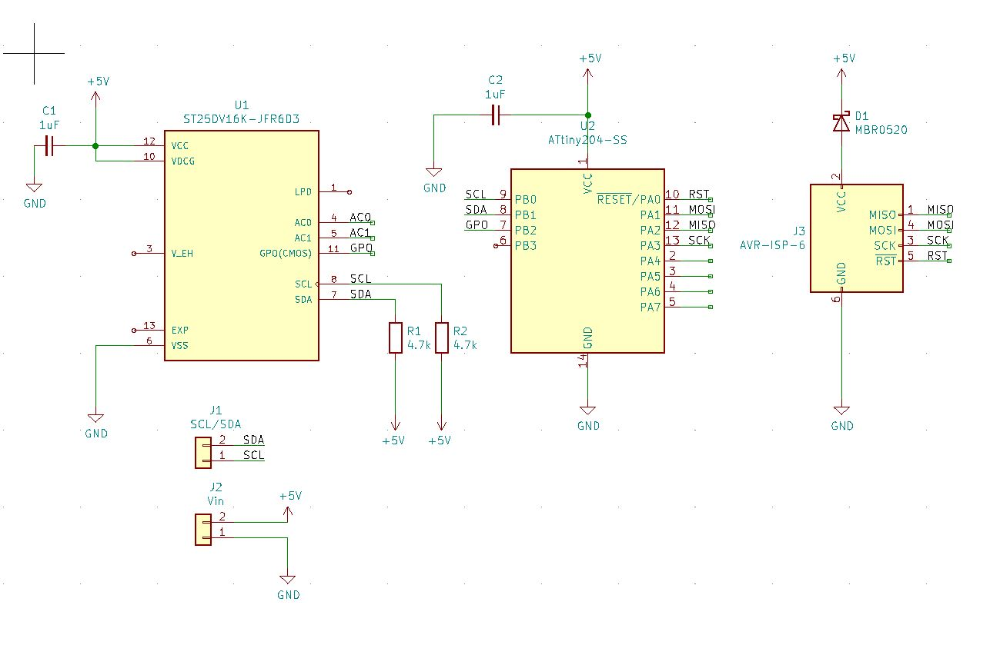 +5V
C1
1uF
GND
U1
ST25DV16K-JFR6D3
12 VCC
10 VDCG
LPD 1
AC0 4 AC0
AC1 5 AC1
3 V_EH
GPO(CMOS) 11 GPO
SCL 8 SCL
SDA 7 SDA
13 EXP
6 VSS
GND
R1
4.7k
R2
4.7k
+5V
+5V
J1
SCL/SDA
2 SDA
1 SCL
J2
Vin
+5V
2
1
GND
+5V
C2
1uF
GND
U2
ATtiny204-SS
1
VCC
SCL 9 PB0
SDA 8 PB1
GPO 7 PB2
6 PB3
RESET/PA0 10 RST
PA1 11 MOSI
PA2 12 MISO
PA3 13 SCK
PA4 2
PA5 3
PA6 4
PA7 5
GND
14
GND
+5V
D1
MBR0520
2
VCC
J3
AVR-ISP-6
MISO 1 MISO
MOSI 4 MOSI
SCK 3 SCK
RST 5 RST
GND
6
GND